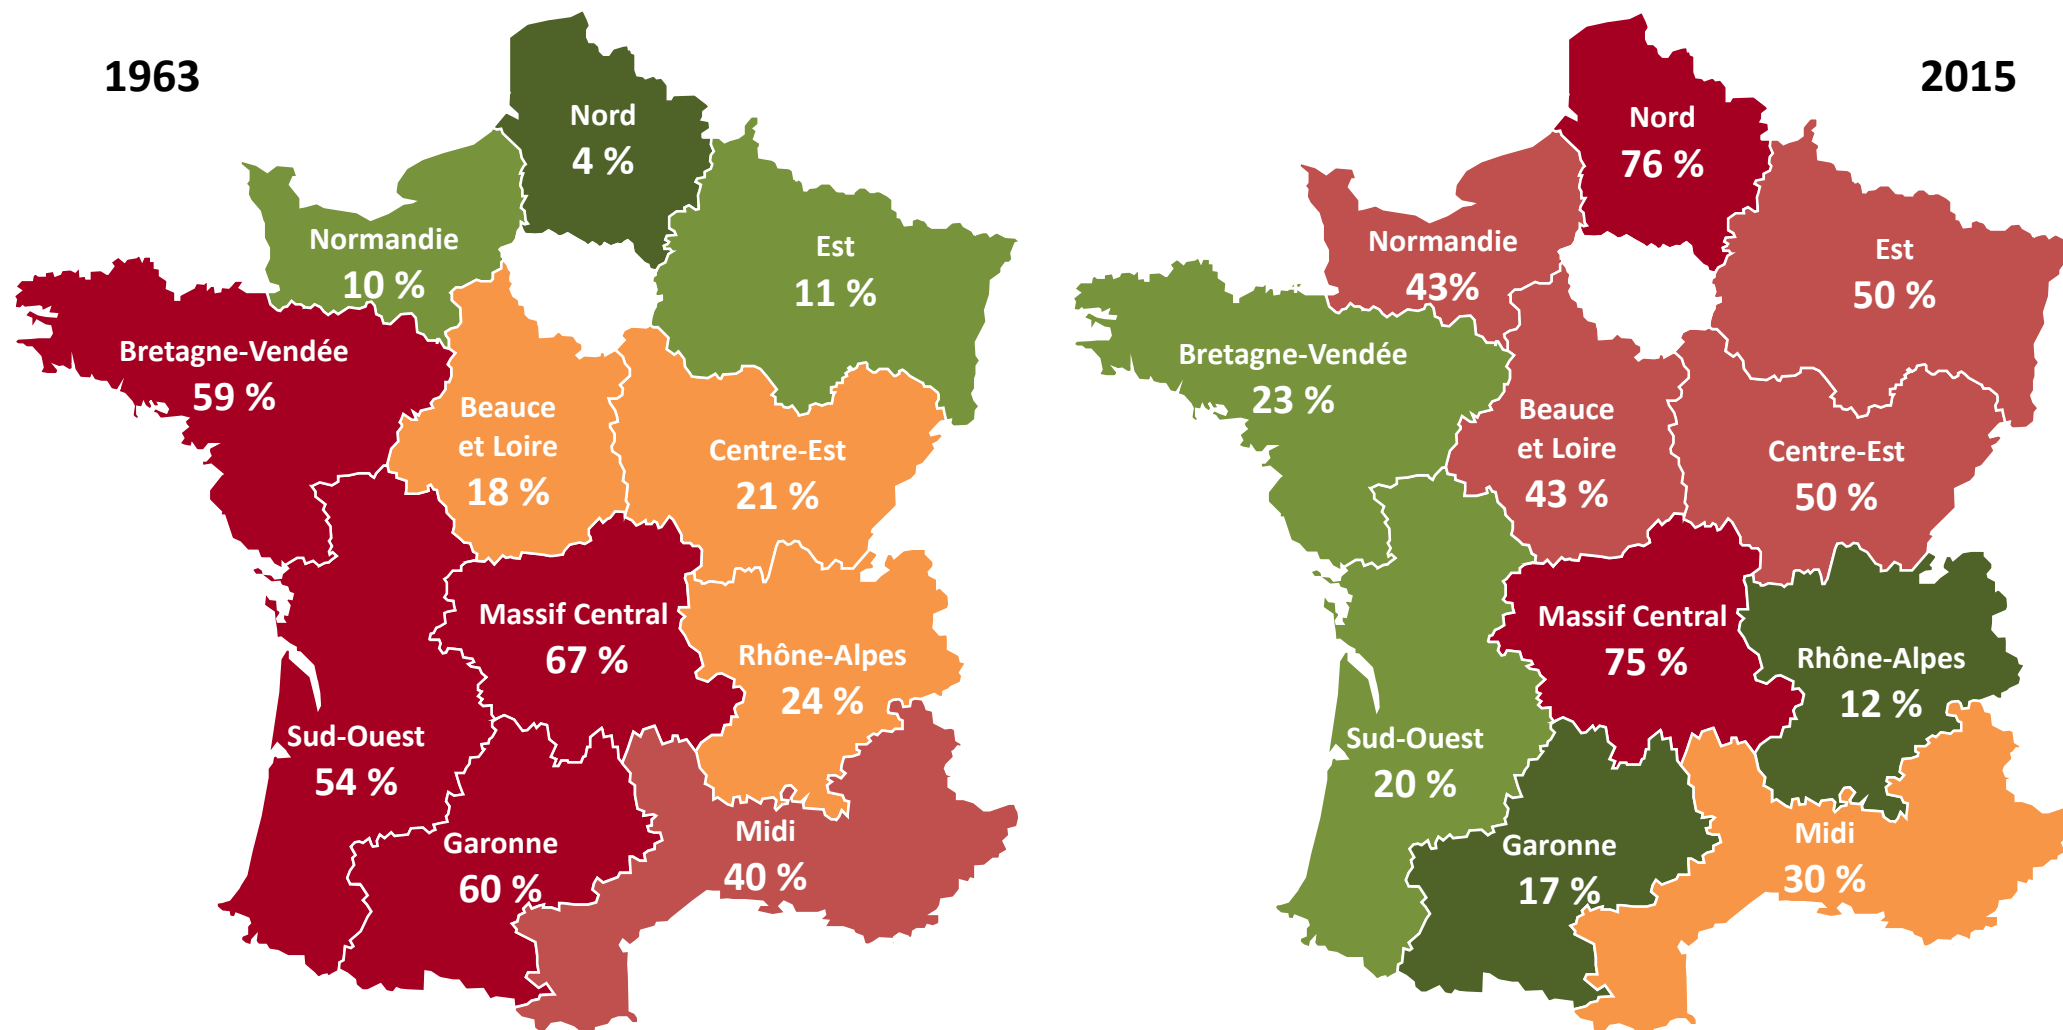 1963
Nord
4 %
Normandie
10 %
Est
11 %
Bretagne-Vendée
59 %
Beauce
et Loire
18 %
Centre-Est
21 %
Massif Central
67 %
Rhône-Alpes
24 %
Sud-Ouest
54 %
Garonne
60 %
Midi
40 %
2015
Nord
76 %
Normandie
43%
Est
50 %
Bretagne-Vendée
23 %
Beauce
et Loire
43 %
Centre-Est
50 %
Massif Central
75 %
Rhône-Alpes
12 %
Sud-Ouest
20 %
Garonne
17 %
Midi
30 %